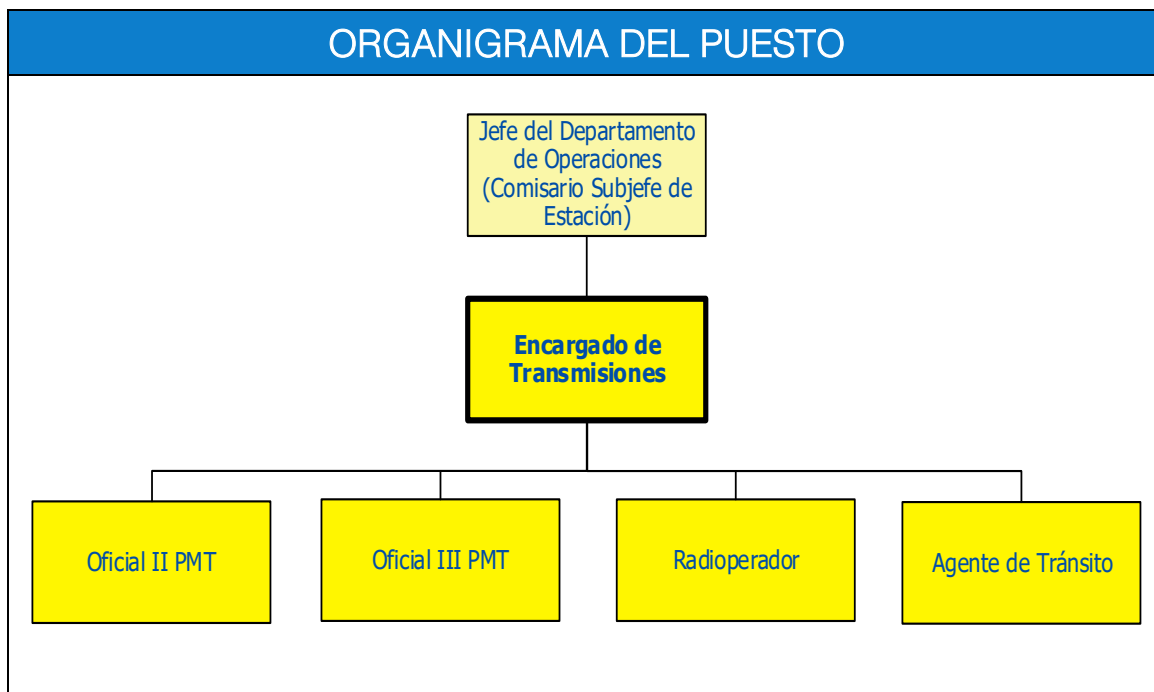 ORGANIGRAMA DEL PUESTO
Jefe del Departamento
de Operaciones
(Comisario Subjefe de
Estación)
Encargado de
Transmisiones
Oficial II PMT
Oficial III PMT
Radioperador
Agente de Tránsito